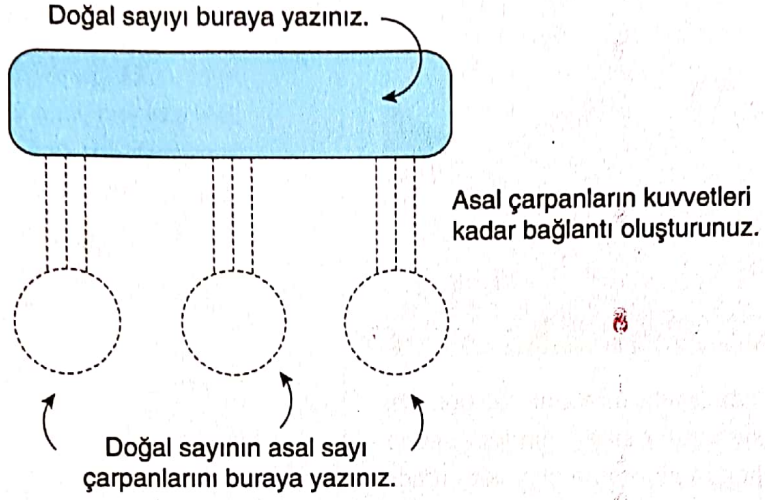 Doğal sayıyı buraya yazınız.
Asal çarpanların kuvvetleri
kadar bağlantı oluşturunuz.
Doğal sayının asal sayı
çarpanlarını buraya yazınız.